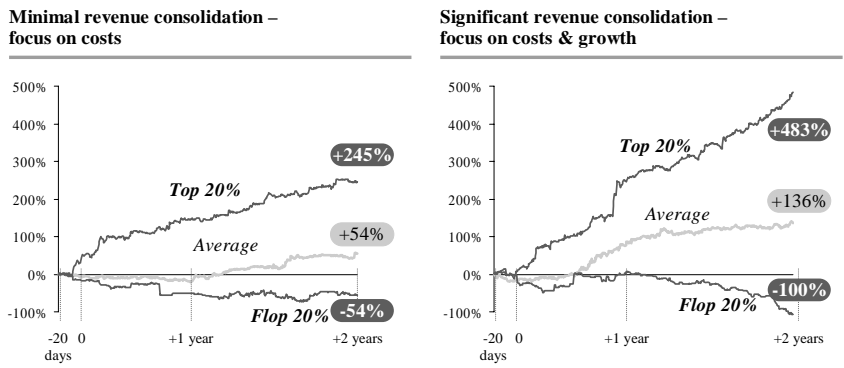 Minimal revenue consolidation –
focus on costs
500%
400%
300%
200%
100%
0%
-100%
Top 20%
Average
Flop 20%
+245%
+54%
-54%
-20
days
0
+1 year
+2 years
Significant revenue consolidation –
focus on costs & growth
500%
400%
300%
200%
100%
0%
-100%
Top 20%
Average
Flop 20%
+483%
+136%
-100%
-20
days
0
+1 year
+2 years